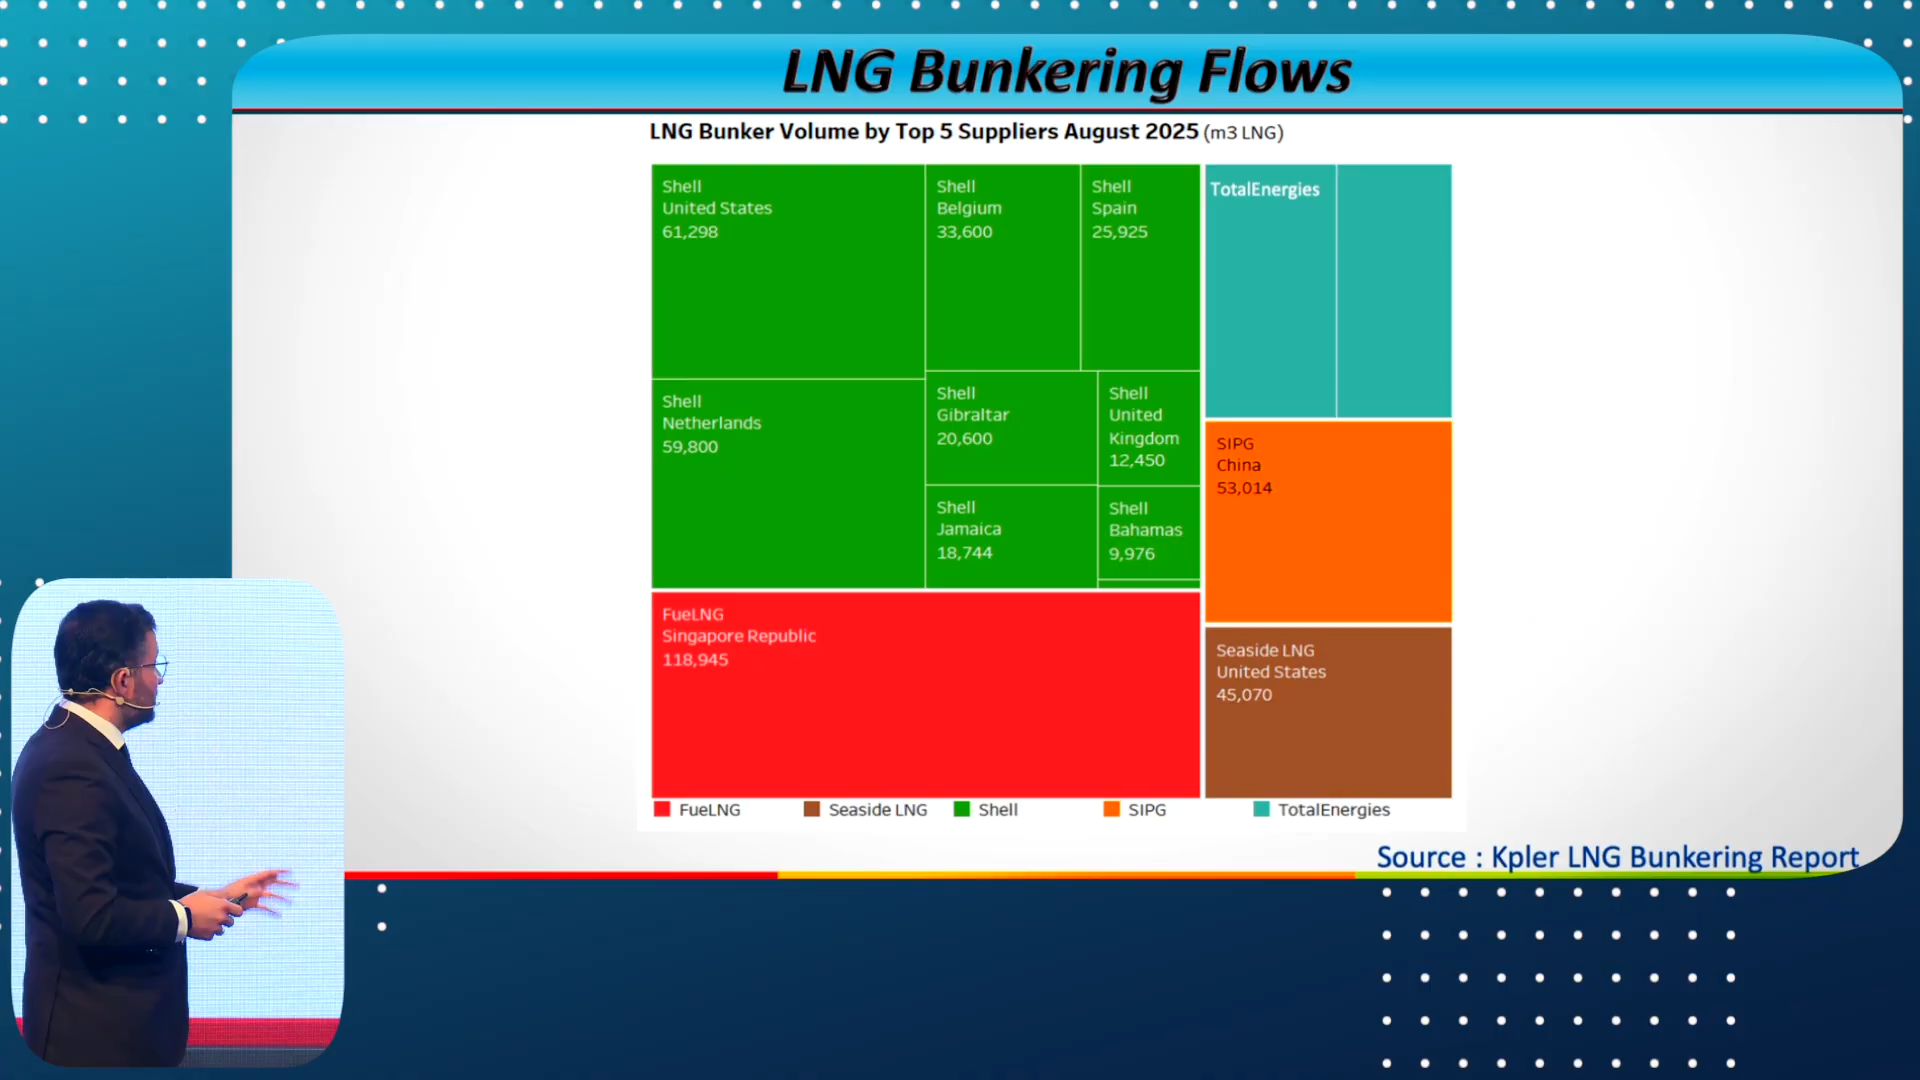 LNG Bunkering Flows
LNG Bunker Volume by Top 5 Suppliers August 2025 (m3 LNG)
Shell
United States
61,298
Shell
Belgium
33,600
Shell
Spain
25,925
TotalEnergies
Shell
Netherlands
59,800
Shell
Gibraltar
20,600
Shell
United
Kingdom
12,450
SIPG
China
53,014
Shell
Jamaica
18,744
Shell
Bahamas
9,976
FueLNG
Singapore Republic
118,945
Seaside LNG
United States
45,070
FueLNG Seaside LNG Shell SIPG TotalEnergies
Source : Kpler LNG Bunkering Report